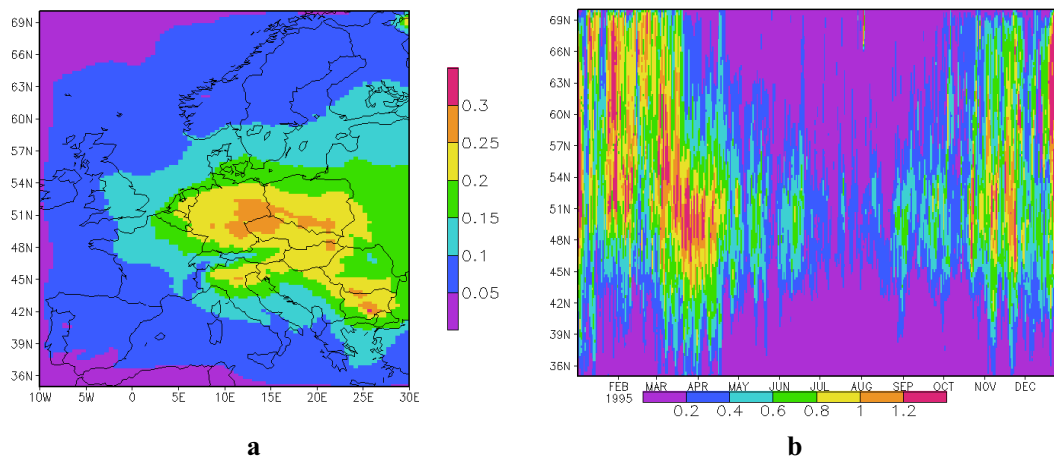 69N
66N
63N
60N
57N
54N
51N
48N
45N
42N
39N
36N
10W 5W 0 5E 10E 15E 20E 25E 30E
0.3
0.25
0.2
0.15
0.1
0.05
a
69N
66N
63N
60N
57N
54N
51N
48N
45N
42N
39N
36N
FEB MAR APR MAY JUN JUL AUG SEP OCT NOV DEC
1995
0.2 0.4 0.6 0.8 1 1.2
b